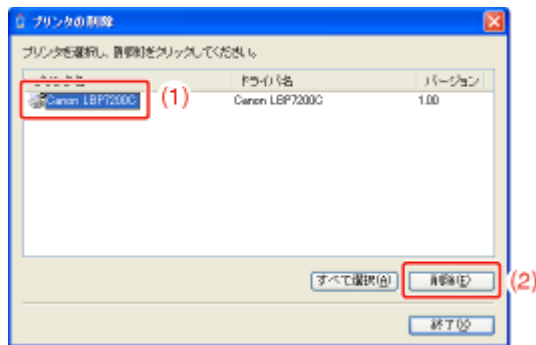 プリンタの削除
プリンタを選択し、[削除]をクリックしてください。
ドライバ名 バージョン
Canon LBP7200C (1) Canon LBP7200C 1.00
すべて選択(A) 削除(E) (2)
終了(X)